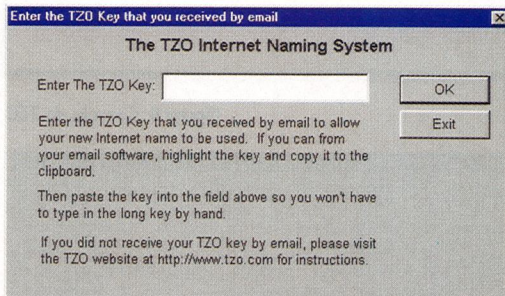 Enter the TZO Key that you received by email
The TZO Internet Naming System
Enter The TZO Key:
OK
Enter the TZO Key that you received by email to allow
your new Internet name to be used. If you can from
your email software, highlight the key and copy it to the
clipboard.
Exit
Then paste the key into the field above so you won't have
to type in the long key by hand.
If you did not receive your TZO key by email, please visit
the TZO website at http://www.tzo.com for instructions.